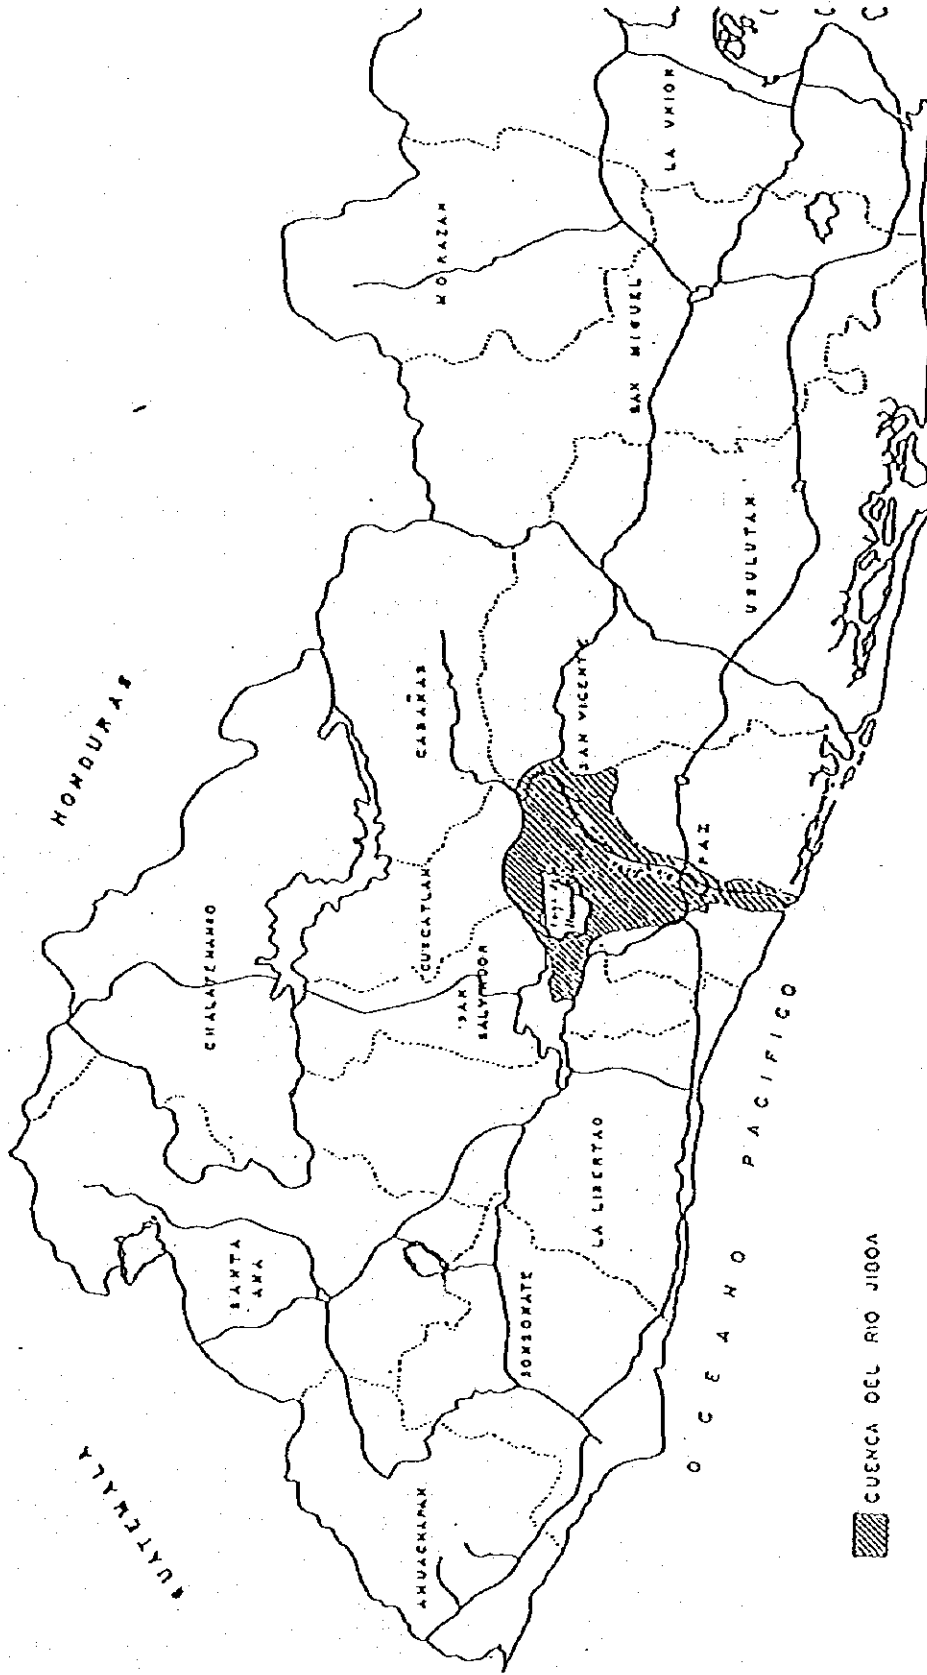 HONDURAS
GUATEMALA
CHALATENANGO
SANTA
ANA
MORAZAN
CABAÑAS
CUSCATLAN
AHUACHAPAN
SAN
SALVADOR
LA UNION
SAN MIGUEL
SAN VICENTE
SONSONATE
LA LIBERTAD
USULUTAN
PAZ
OCEANO PACIFICO
CUENCA DEL RIO JIBOA